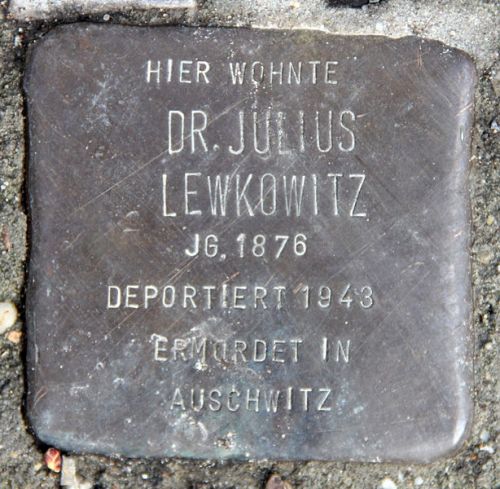 HIER WOHNTE
DR. JULIUS
LEWKOWITZ
JG. 1876
DEPORTIERT 1943
ERMORDET IN
AUSCHWITZ